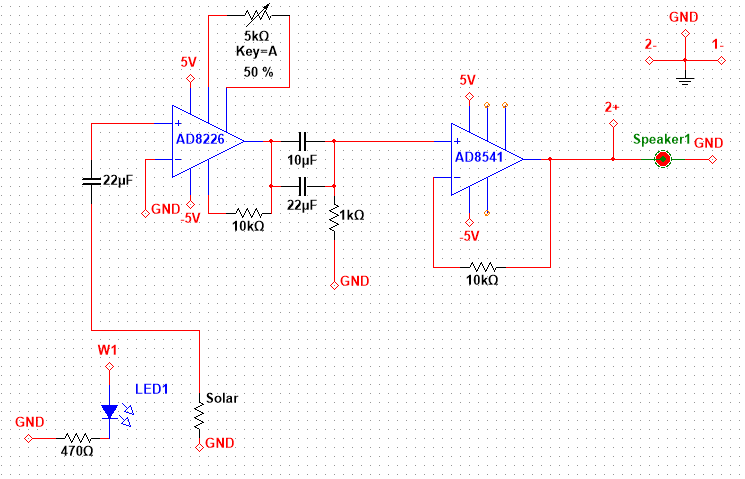 GND
2-
1-
5kΩ
Key=A
50 %
5V
5V
AD8226
2+
Speaker1
GND
AD8541
10µF
22µF
22µF
GND
-5V
10kΩ
1kΩ
-5V
GND
10kΩ
W1
LED1
Solar
GND
GND
470Ω
+
−
+
−